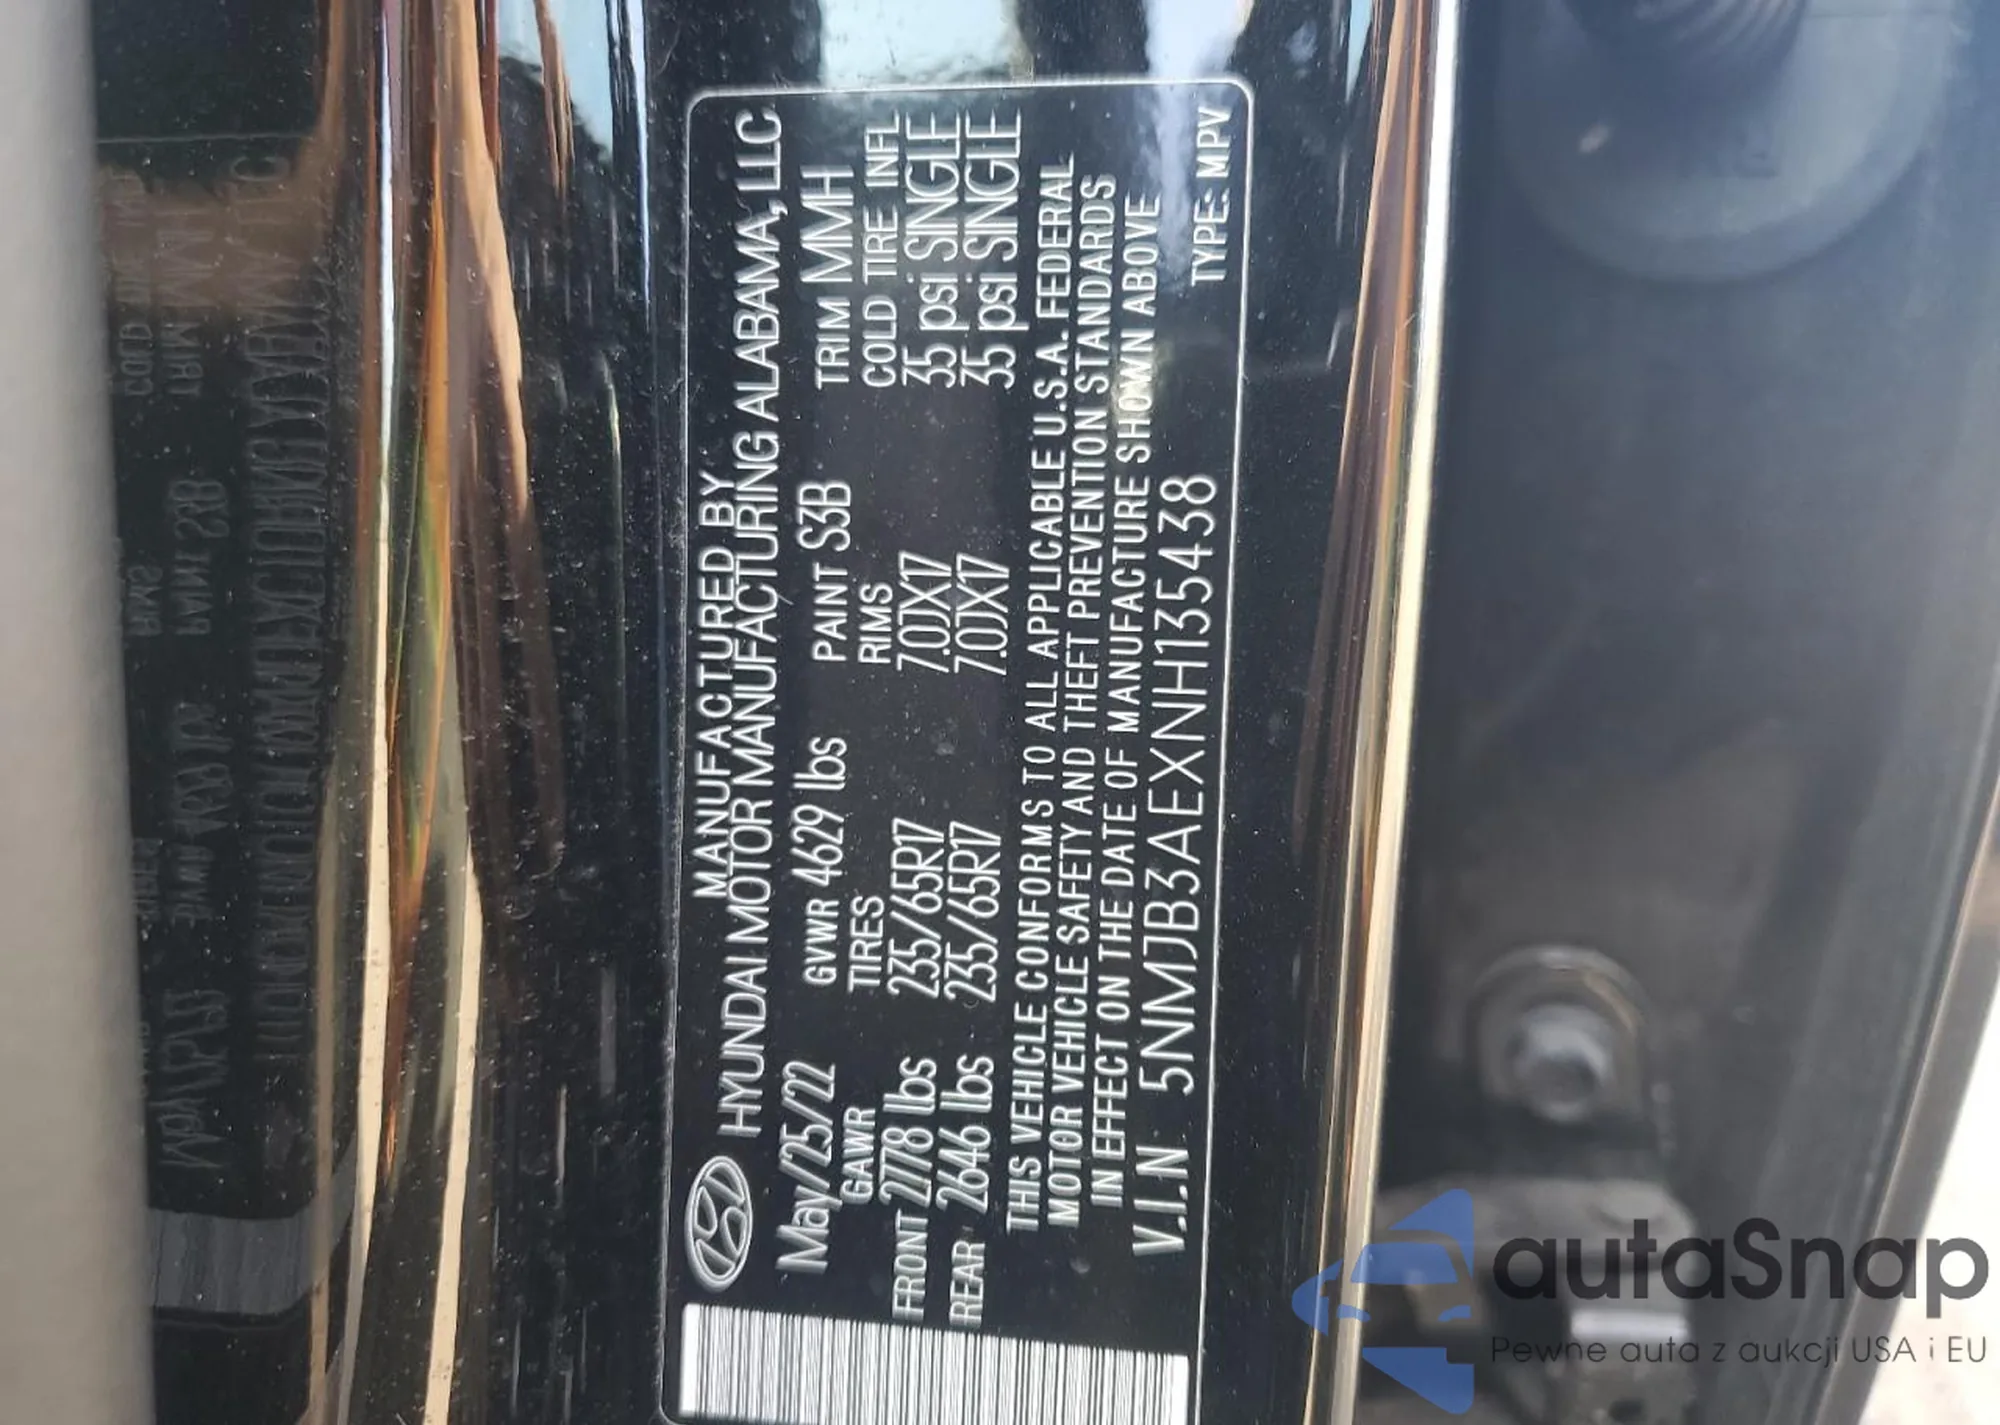 MANUFACTURED BY
HYUNDAI MOTOR MANUFACTURING ALABAMA, LLC
May/25/22 GVWR 4629 lbs PAINT S3B TRIM MMH
GAWR TIRES RIMS COLD TIRE INFL
FRONT 2778 lbs 235/65R17 7.0JX17 35 psi SINGLE
REAR 2646 lbs 235/65R17 7.0JX17 35 psi SINGLE
THIS VEHICLE CONFORMS TO ALL APPLICABLE U.S.A. FEDERAL
MOTOR VEHICLE SAFETY AND THEFT PREVENTION STANDARDS
IN EFFECT ON THE DATE OF MANUFACTURE SHOWN ABOVE
V.I.N 5NMJB3AEXNH135438 TYPE: MPV
autaSnap
Pewne auta z aukcji USA i EU